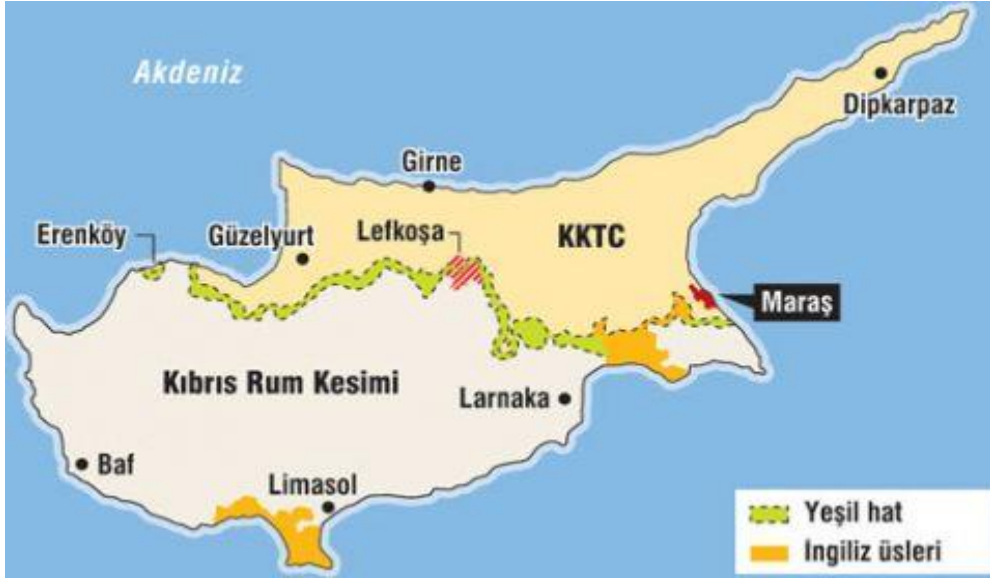 Akdeniz
Dipkarpaz
Girne
Erenköy
Güzelyurt
Lefkoşa
KKTC
Maraş
Kıbrıs Rum Kesimi
Larnaka
Baf
Limasol
Yeşil hat
İngiliz üsleri